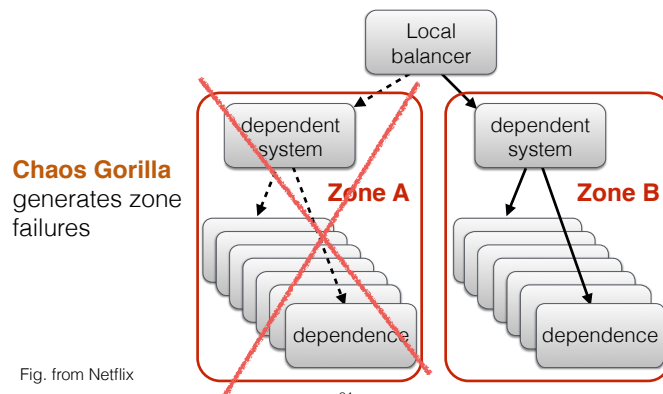 Local
balancer
dependent
system
dependent
system
Chaos Gorilla
generates zone
failures
Zone A
Zone B
dependence
dependence
Fig. from Netflix